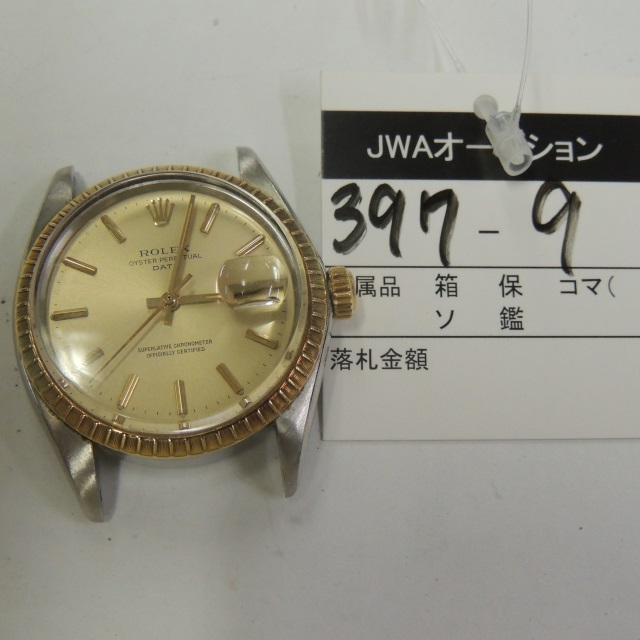 ROLEX
OYSTER PERPETUAL
DATE
SUPERLATIVE CHRONOMETER
OFFICIALLY CERTIFIED
JWAオークション
397-9
属品 箱 保 コマ(
ソ 鑑
落札金額